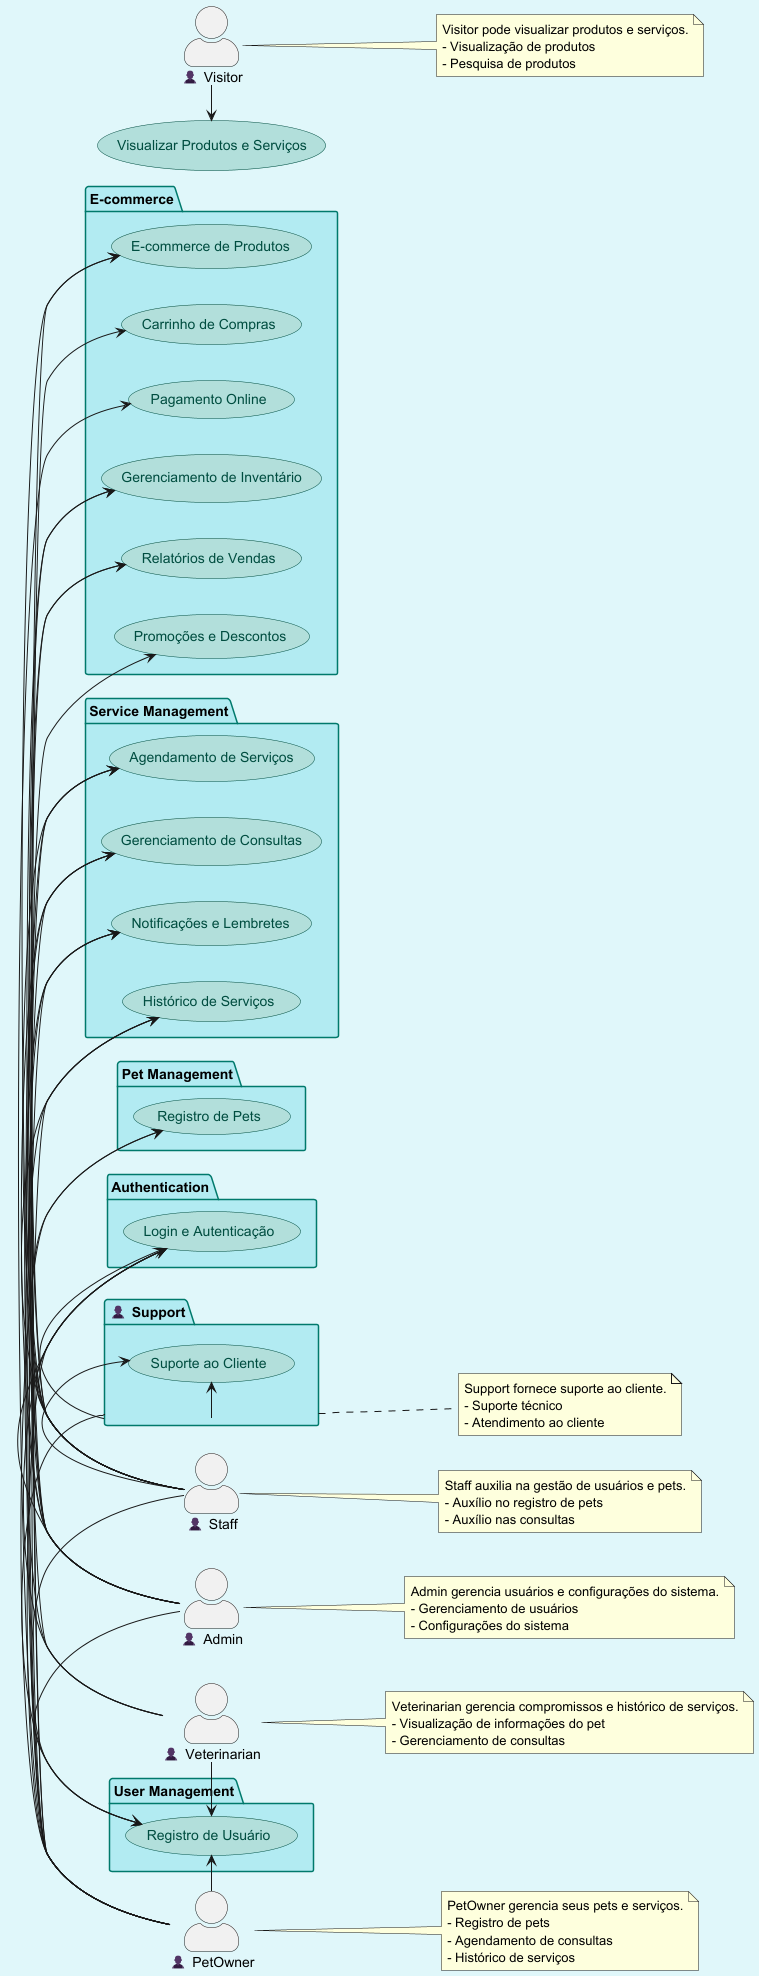 Visitor
Visitor pode visualizar produtos e serviços.
- Visualização de produtos
- Pesquisa de produtos
Visualizar Produtos e Serviços
E-commerce
E-commerce de Produtos
Carrinho de Compras
Pagamento Online
Gerenciamento de Inventário
Relatórios de Vendas
Promoções e Descontos
Service Management
Agendamento de Serviços
Gerenciamento de Consultas
Notificações e Lembretes
Histórico de Serviços
Pet Management
Registro de Pets
Authentication
Login e Autenticação
Support
Suporte ao Cliente
Support fornece suporte ao cliente.
- Suporte técnico
- Atendimento ao cliente
Staff
Staff auxilia na gestão de usuários e pets.
- Auxílio no registro de pets
- Auxílio nas consultas
Admin
Admin gerencia usuários e configurações do sistema.
- Gerenciamento de usuários
- Configurações do sistema
Veterinarian
Veterinarian gerencia compromissos e histórico de serviços.
- Visualização de informações do pet
- Gerenciamento de consultas
User Management
Registro de Usuário
PetOwner
PetOwner gerencia seus pets e serviços.
- Registro de pets
- Agendamento de consultas
- Histórico de serviços